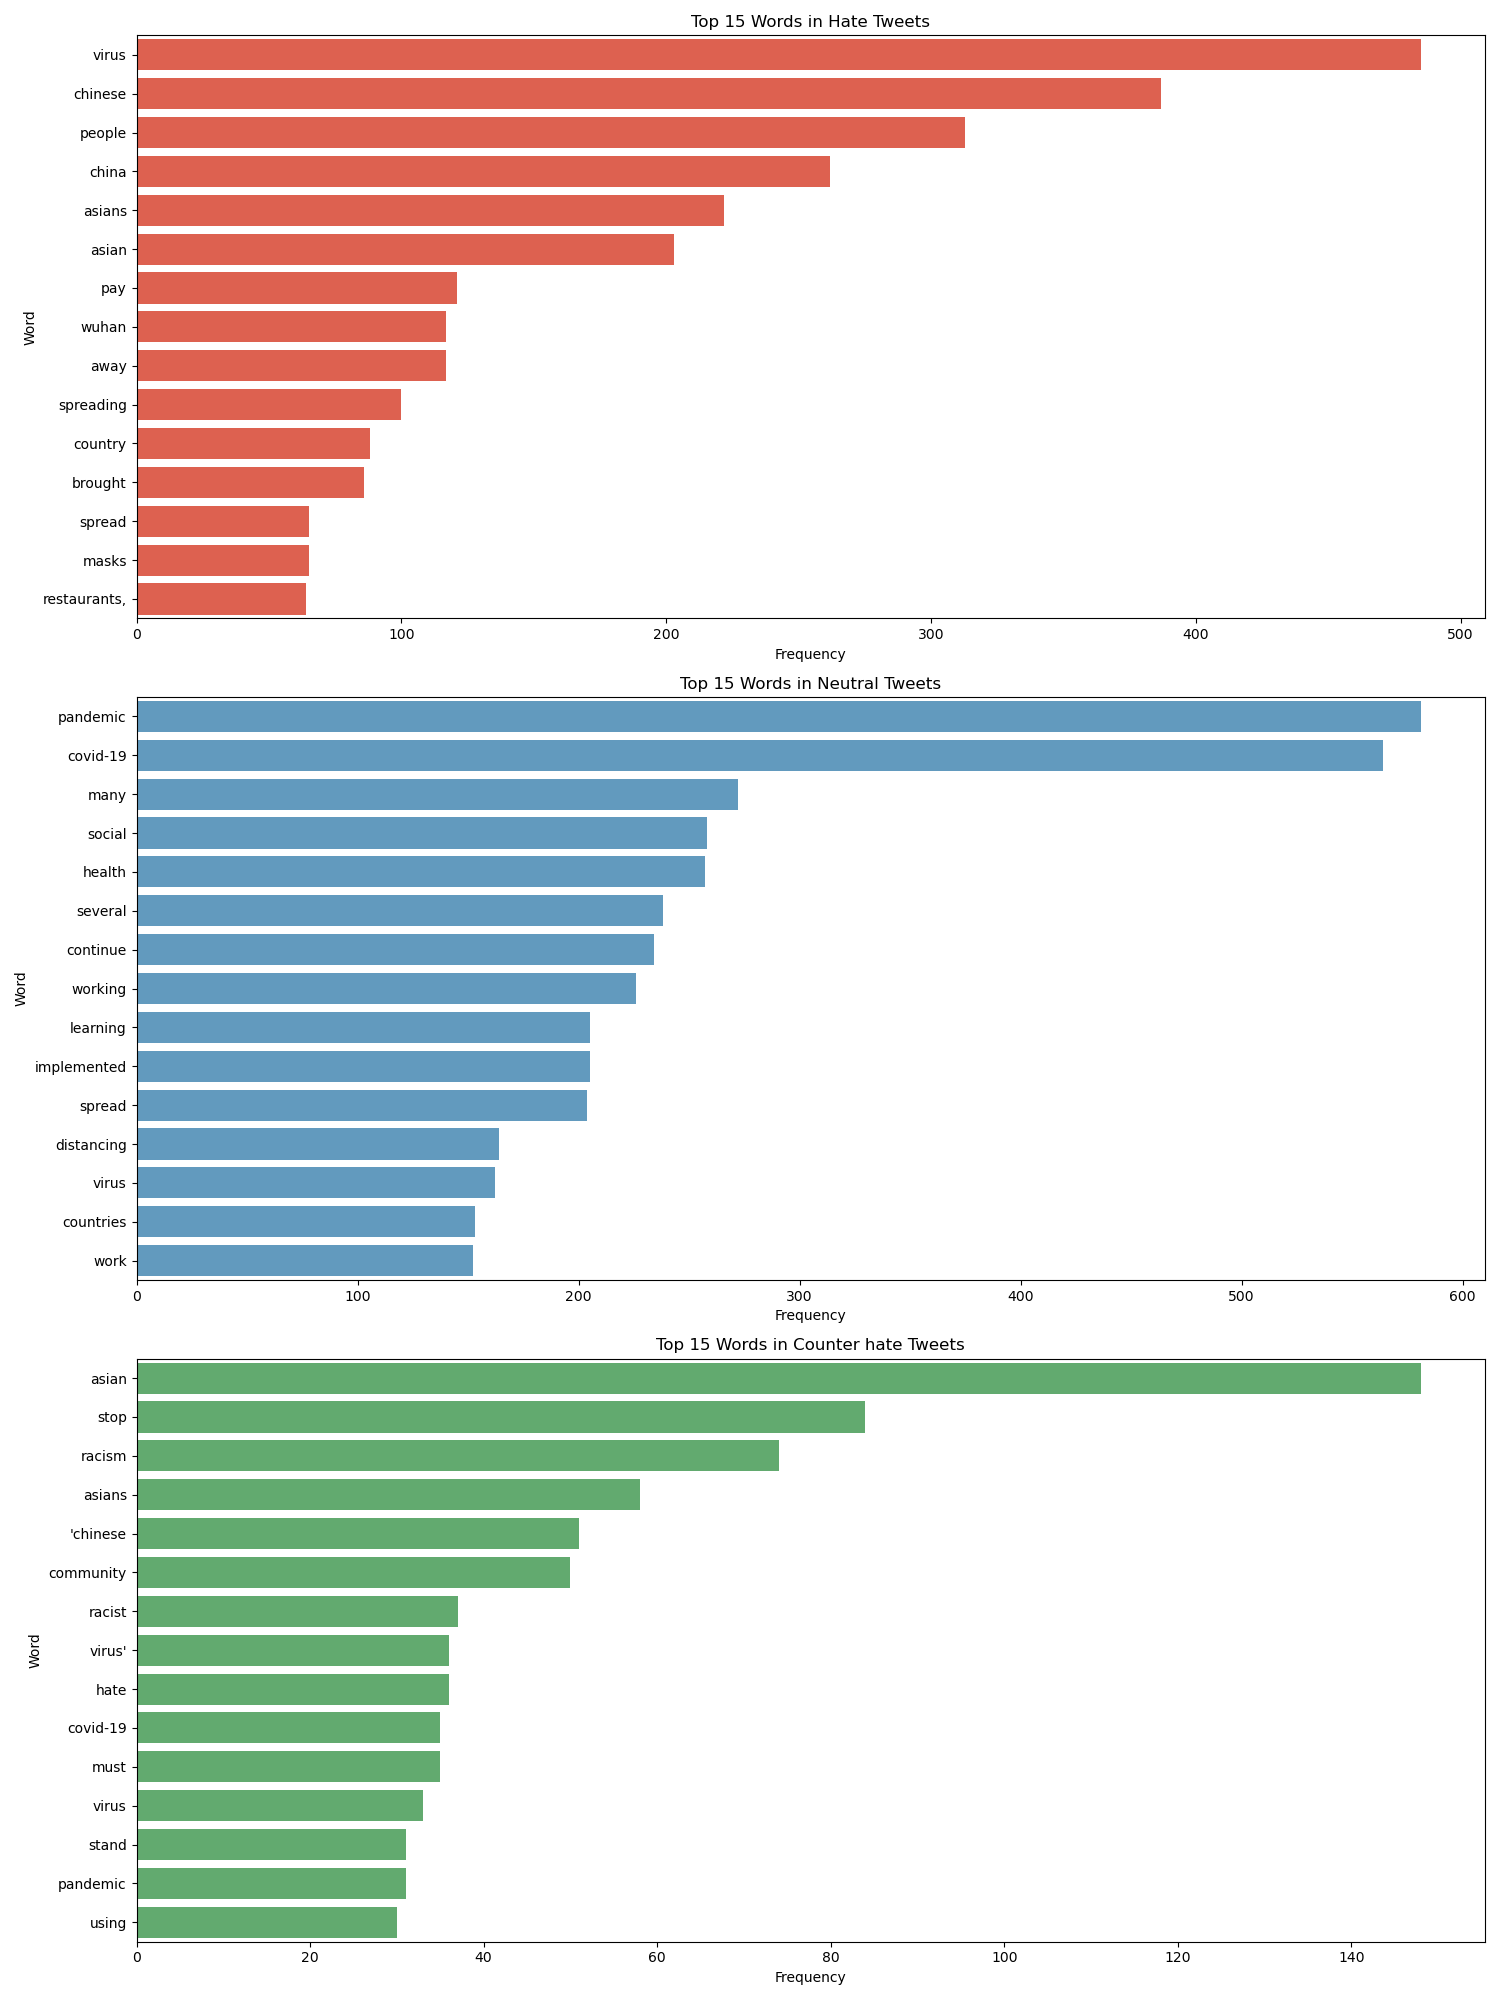 Top 15 Words in Hate Tweets
virus
chinese
people
china
asians
asian
pay
wuhan
away
spreading
country
brought
spread
masks
restaurants,
Word
0 100 200 300 400 500
Frequency
Top 15 Words in Neutral Tweets
pandemic
covid-19
many
social
health
several
continue
working
learning
implemented
spread
distancing
virus
countries
work
Word
0 100 200 300 400 500 600
Frequency
Top 15 Words in Counter hate Tweets
asian
stop
racism
asians
'chinese
community
racist
virus'
hate
covid-19
must
virus
stand
pandemic
using
Word
0 20 40 60 80 100 120 140
Frequency